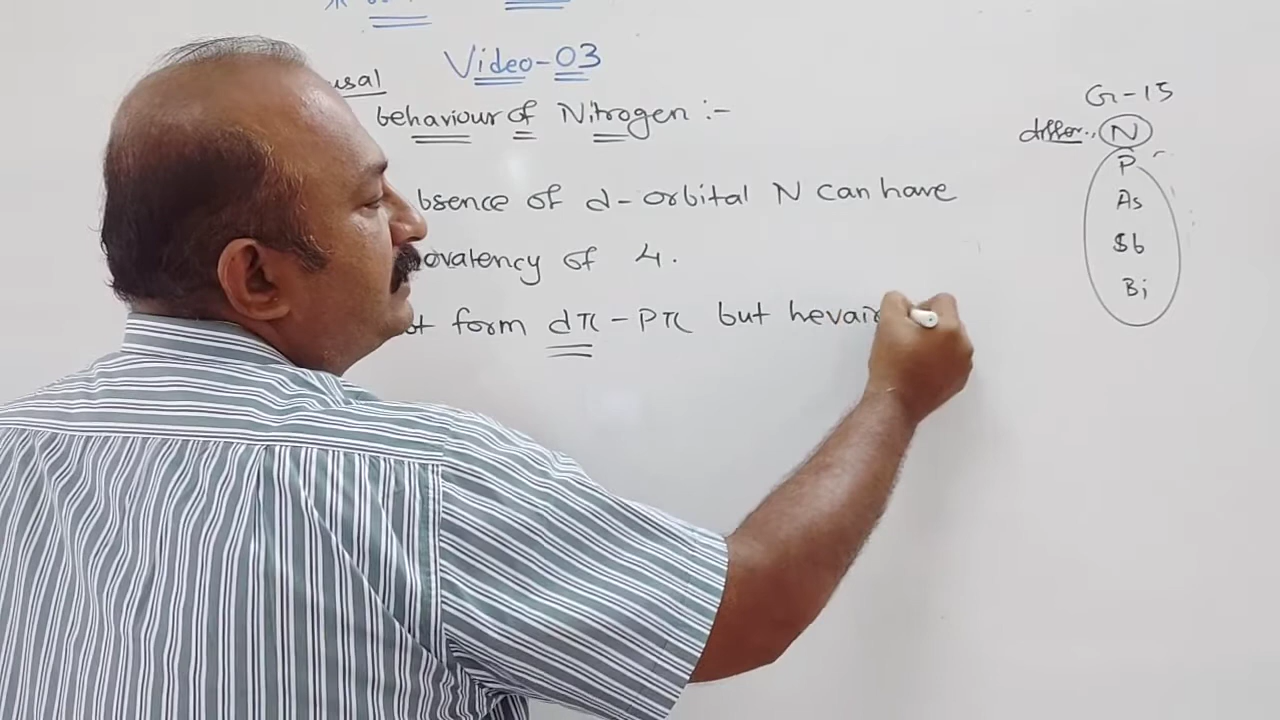 Video-03
usal
behaviour of Nitrogen :-
bsence of d-orbital N can have
ovalency of 4.
ot form dπ-pπ but hevair
G-15
differ.., N
P
As
Sb
Bi